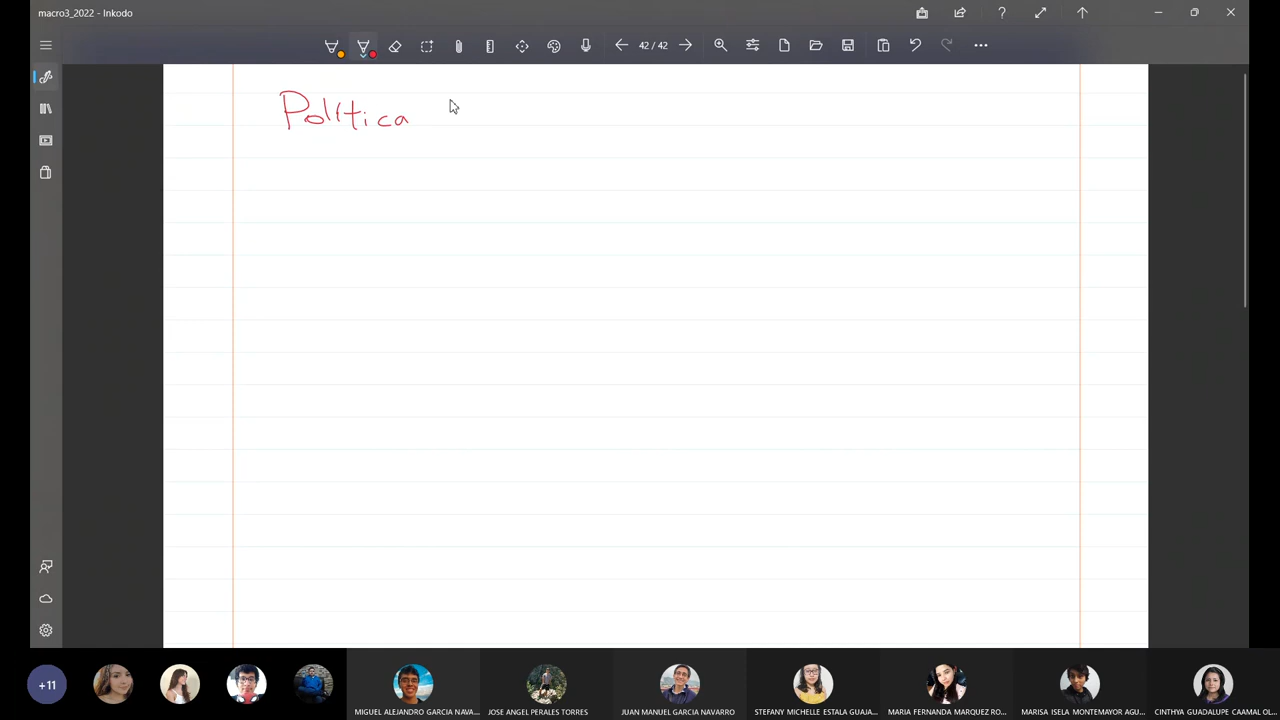 macro3_2022 - Inkodo
42 / 42
Política
+11
MIGUEL ALEJANDRO GARCIA NAVA...
JOSE ANGEL PERALES TORRES
JUAN MANUEL GARCIA NAVARRO
STEFANY MICHELLE ESTALA GUAJA...
MARIA FERNANDA MARQUEZ RO...
MARISA ISELA MONTEMAYOR AGU...
CINTHYA GUADALUPE CAAMAL OL...